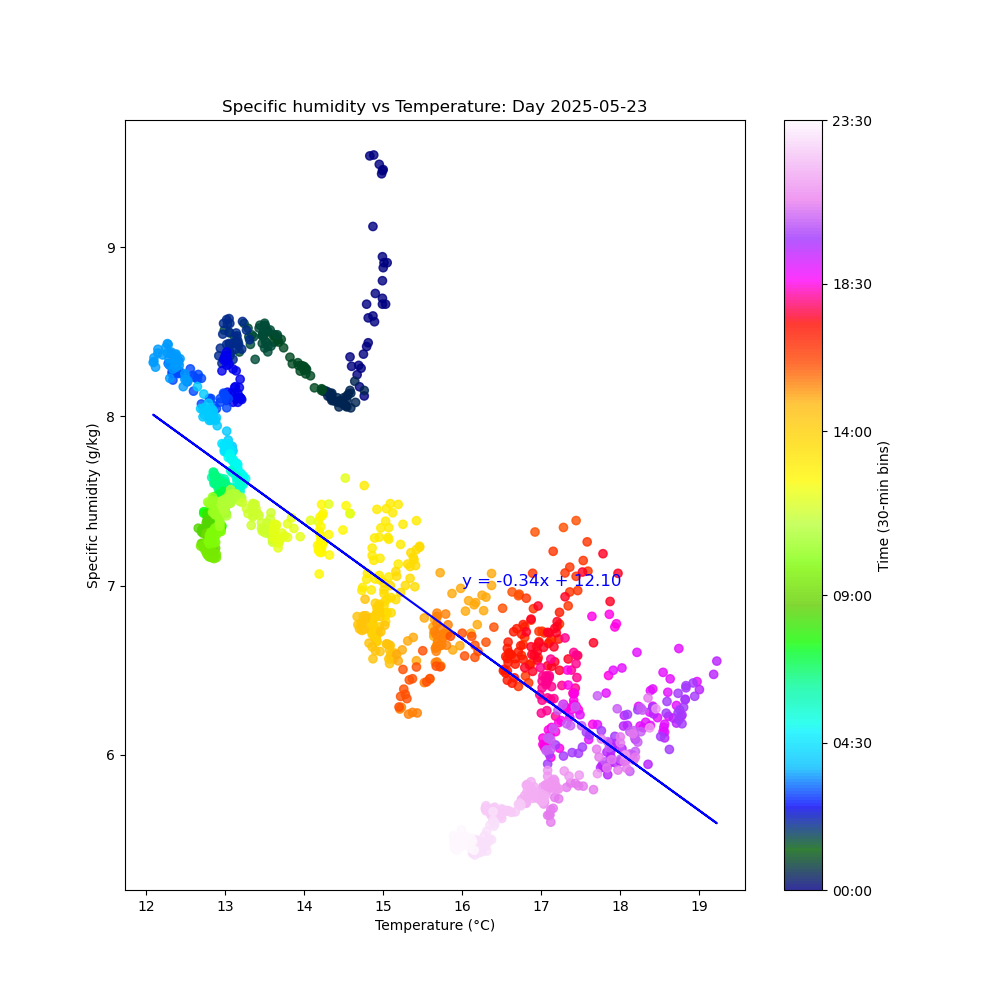 Specific humidity vs Temperature: Day 2025-05-23
9
8
7
6
Specific humidity (g/kg)
y = -0.34x + 12.10
12 13 14 15 16 17 18 19
Temperature (°C)
23:30
18:30
14:00
09:00
04:30
00:00
Time (30-min bins)